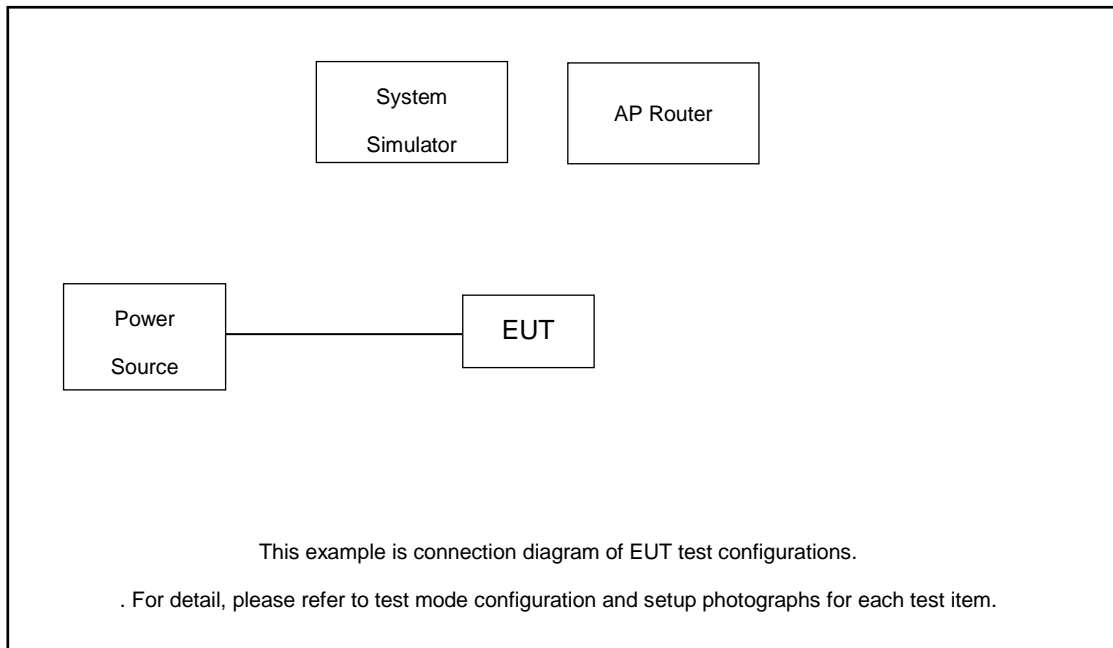 System
Simulator
AP Router
Power
Source
EUT
This example is connection diagram of EUT test configurations.
. For detail, please refer to test mode configuration and setup photographs for each test item.